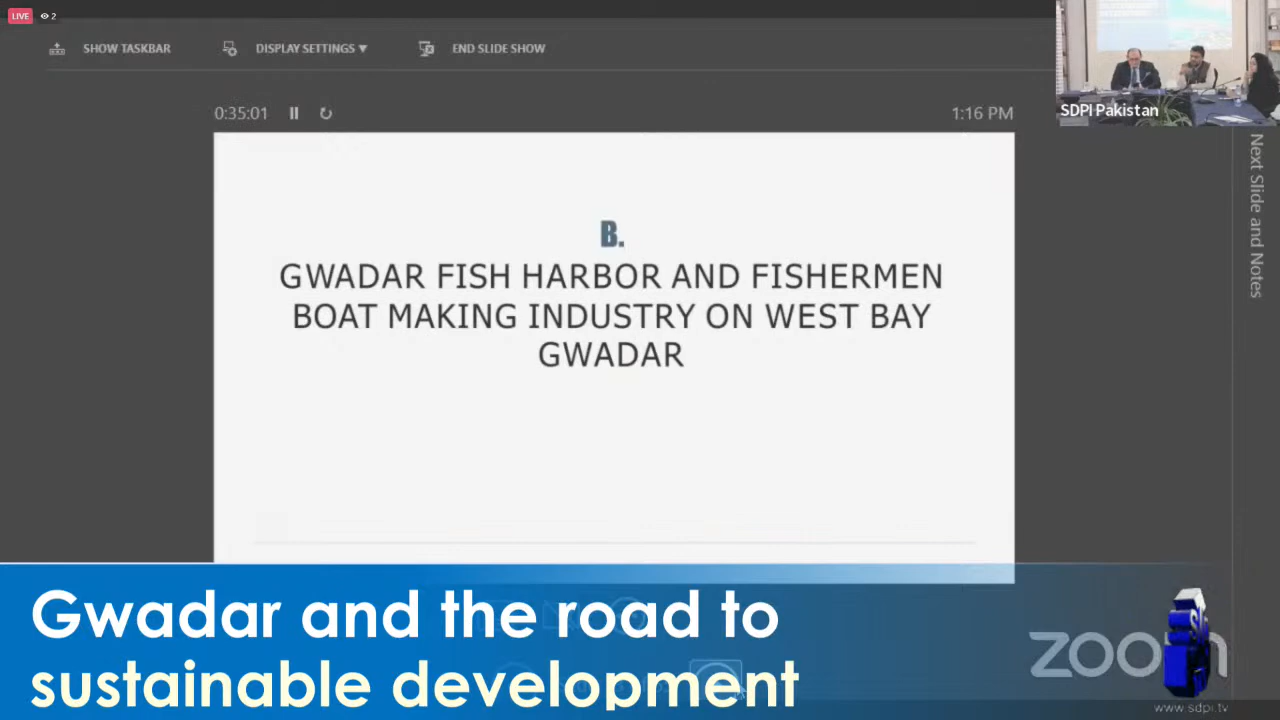 LIVE 2
SHOW TASKBAR
DISPLAY SETTINGS ▼
END SLIDE SHOW
0:35:01
1:16 PM
SDPI Pakistan
Next Slide and Notes
B.
GWADAR FISH HARBOR AND FISHERMEN
BOAT MAKING INDUSTRY ON WEST BAY
GWADAR
Gwadar and the road to
sustainable development
zoom
www.sdpi.tv